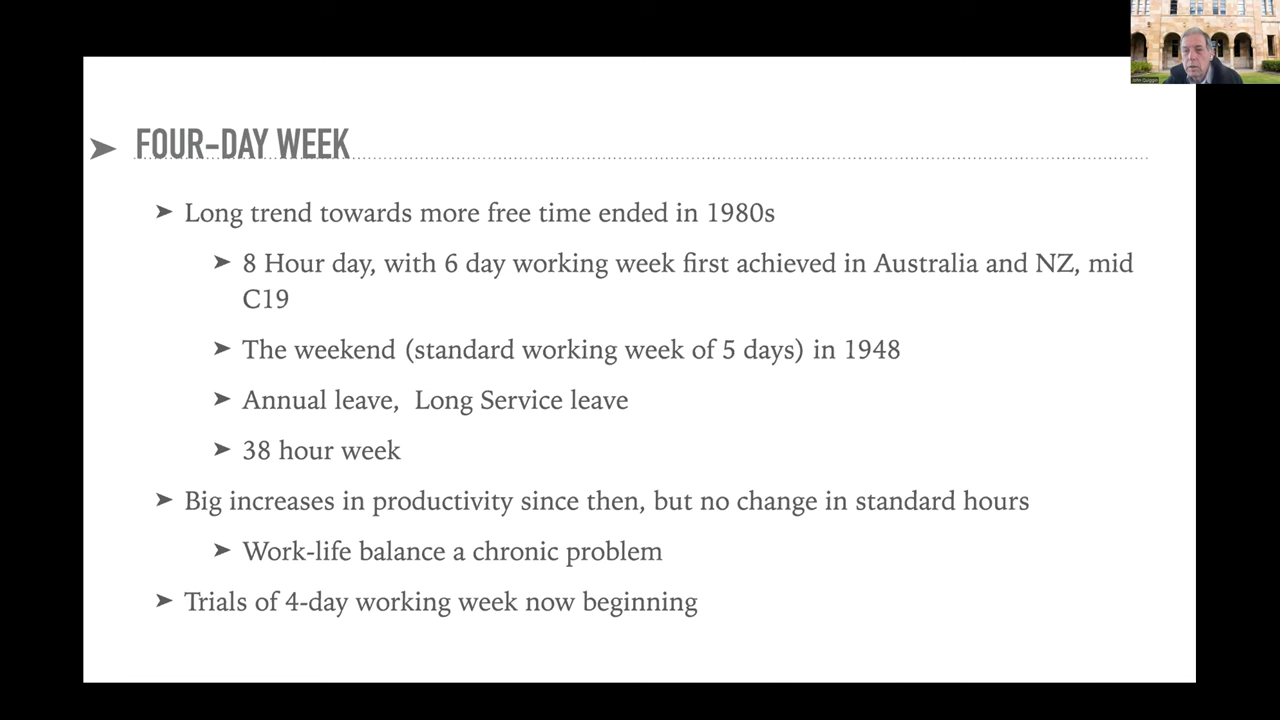 John Quiggin
FOUR-DAY WEEK
Long trend towards more free time ended in 1980s
8 Hour day, with 6 day working week first achieved in Australia and NZ, mid
C19
The weekend (standard working week of 5 days) in 1948
Annual leave, Long Service leave
38 hour week
Big increases in productivity since then, but no change in standard hours
Work-life balance a chronic problem
Trials of 4-day working week now beginning